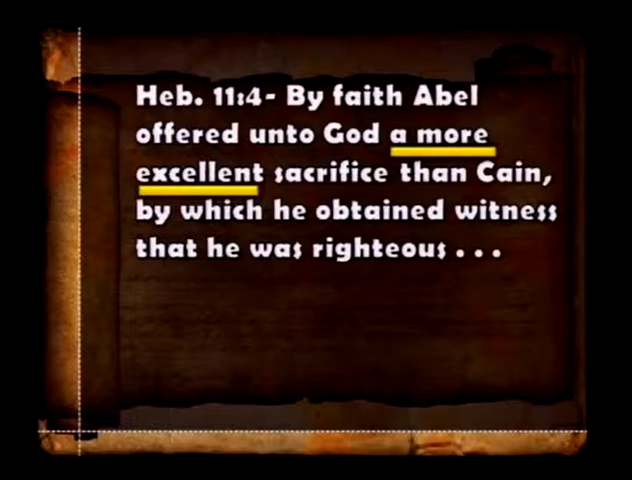 Heb. 11:4- By faith Abel
offered unto God a more
excellent sacrifice than Cain,
by which he obtained witness
that he was righteous . . .